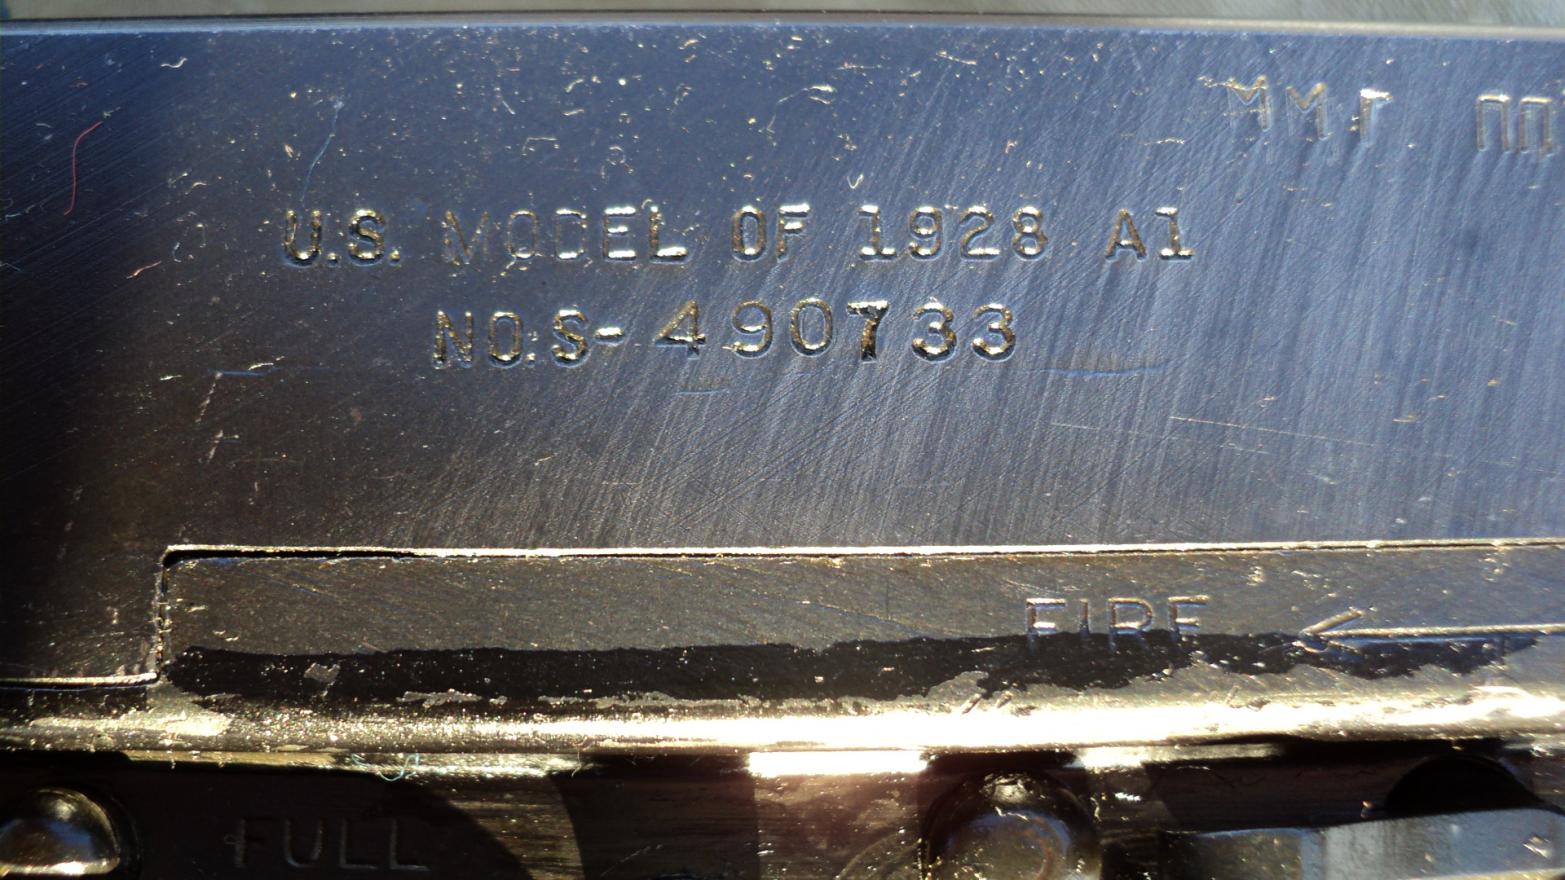 U.S. MODEL OF 1928 A1
NO. S-490733
FIRE
FULL